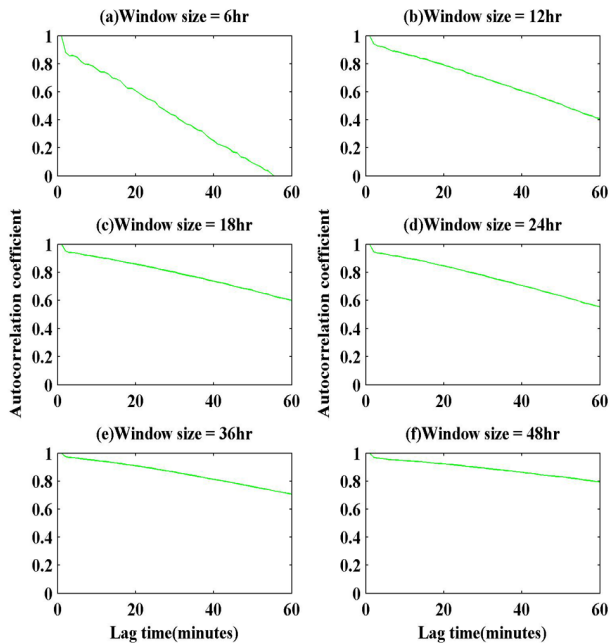 (a)Window size = 6hr
(b)Window size = 12hr
1
0.8
0.6
0.4
0.2
0
0 20 40 60
1
0.8
0.6
0.4
0.2
0
0 20 40 60
Autocorrelation coefficient
Autocorrelation coefficient
(c)Window size = 18hr
(d)Window size = 24hr
1
0.8
0.6
0.4
0.2
0
0 20 40 60
1
0.8
0.6
0.4
0.2
0
0 20 40 60
(e)Window size = 36hr
(f)Window size = 48hr
1
0.8
0.6
0.4
0.2
0
0 20 40 60
1
0.8
0.6
0.4
0.2
0
0 20 40 60
Lag time(minutes)
Lag time(minutes)